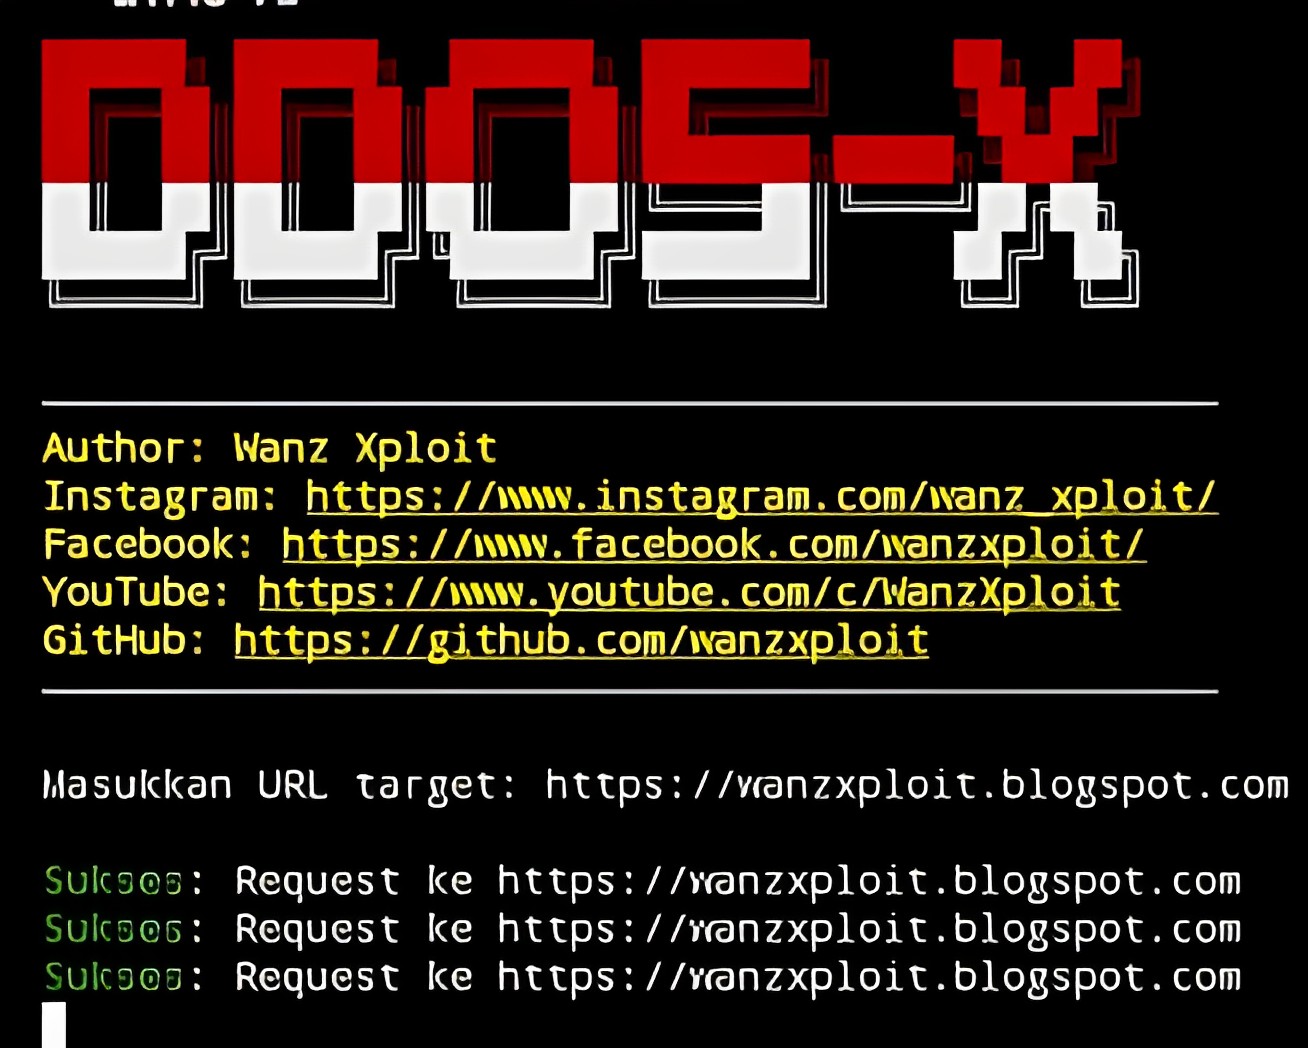 DDOS-X
Author: Wanz Xploit
Instagram: https://www.instagram.com/wanz_xploit/
Facebook: https://www.facebook.com/wanzxploit/
YouTube: https://www.youtube.com/c/WanzXploit
GitHub: https://github.com/wanzxploit
Masukkan URL target: https://wanzxploit.blogspot.com
Sukses: Request ke https://wanzxploit.blogspot.com
Sukses: Request ke https://wanzxploit.blogspot.com
Sukses: Request ke https://wanzxploit.blogspot.com